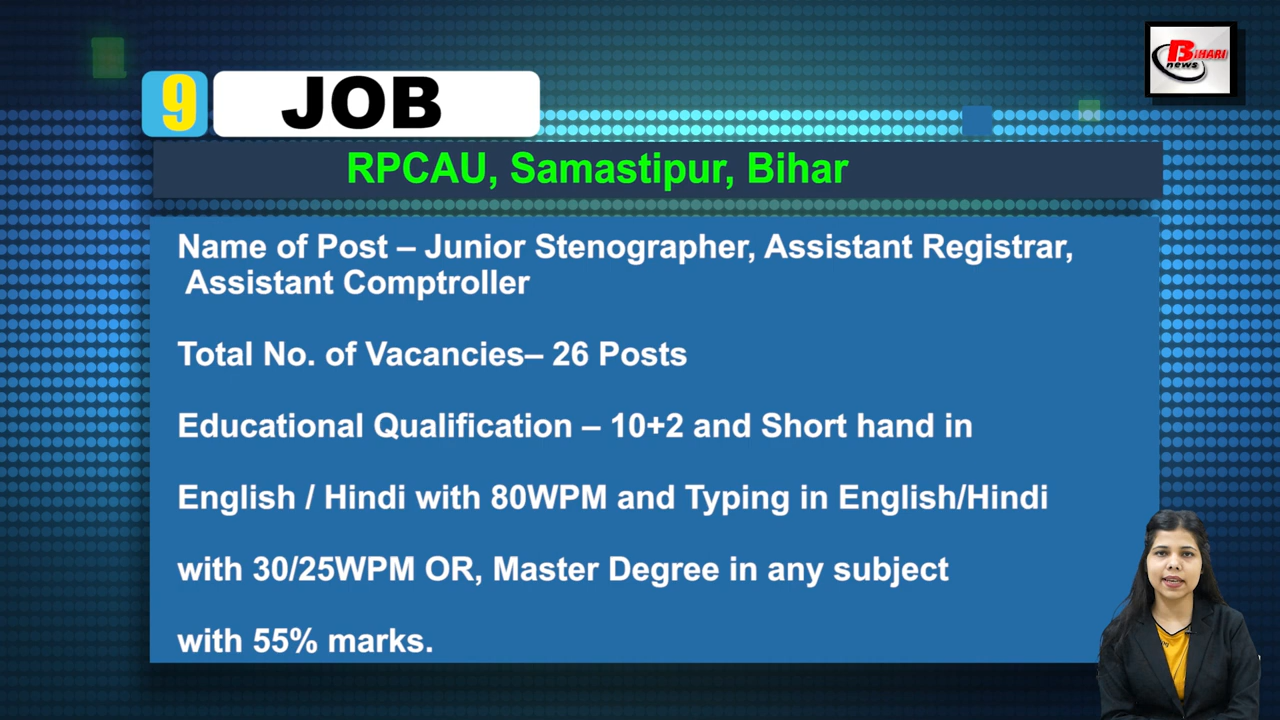 BIHARI
news
9 JOB
RPCAU, Samastipur, Bihar
Name of Post – Junior Stenographer, Assistant Registrar,
Assistant Comptroller
Total No. of Vacancies– 26 Posts
Educational Qualification – 10+2 and Short hand in
English / Hindi with 80WPM and Typing in English/Hindi
with 30/25WPM OR, Master Degree in any subject
with 55% marks.